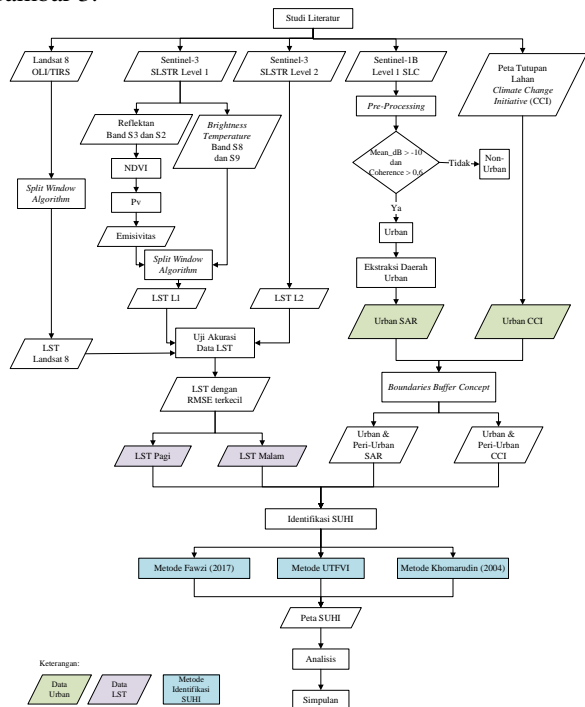 Studi Literatur
Landsat 8
OLI/TIRS
Sentinel-3
SLSTR Level 1
Sentinel-3
SLSTR Level 2
Sentinel-1B
Level 1 SLC
Peta Tutupan
Lahan
Climate Change
Initiative (CCI)
Reflektan
Band S3 dan S2
Brightness
Temperature
Band S8
dan S9
Pre-Processing
NDVI
Mean_dB > -10
dan
Coherence > 0,6
Tidak
Non-
Urban
Split Window
Algorithm
Pv
Ya
Emisivitas
Urban
Split Window
Algorithm
Ekstraksi Daerah
Urban
LST L1
LST L2
Urban SAR
Urban CCI
LST
Landsat 8
Uji Akurasi
Data LST
LST dengan
RMSE terkecil
Boundaries Buffer Concept
LST Pagi
LST Malam
Urban &
Peri-Urban
SAR
Urban &
Peri-Urban
CCI
Identifikasi SUHI
Metode Fawzi (2017)
Metode UTFVI
Metode Khomarudin (2004)
Peta SUHI
Analisis
Simpulan
Keterangan:
Data
Urban
Data
LST
Metode
Identifikasi
SUHI